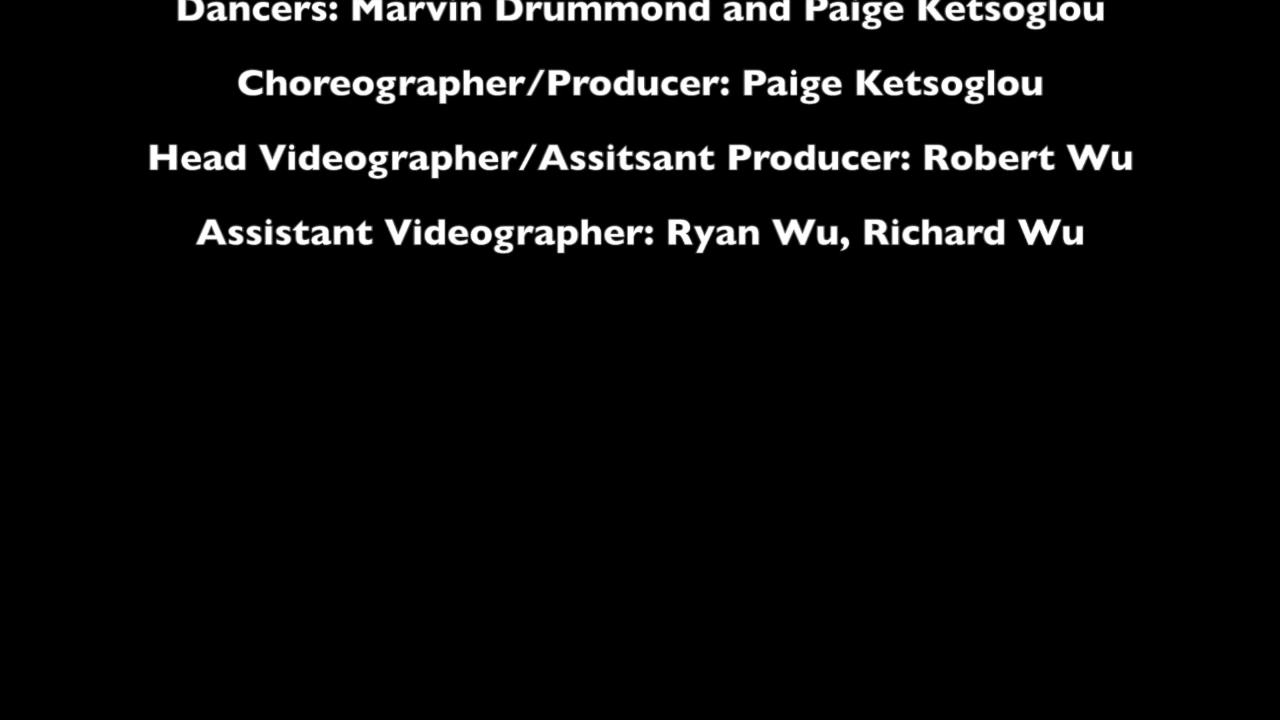 Dancers: Marvin Drummond and Paige Ketsoglou
Choreographer/Producer: Paige Ketsoglou
Head Videographer/Assitsant Producer: Robert Wu
Assistant Videographer: Ryan Wu, Richard Wu